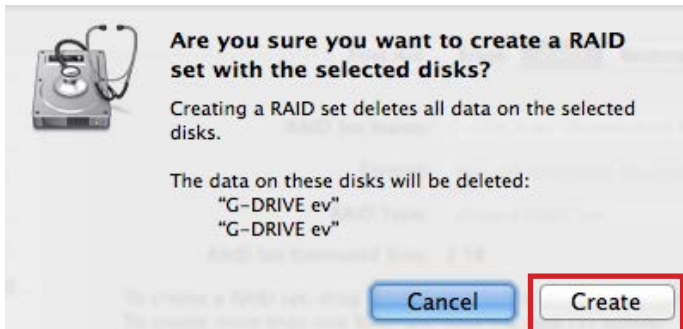 Are you sure you want to create a RAID
set with the selected disks?
Creating a RAID set deletes all data on the selected
disks.
The data on these disks will be deleted:
“G-DRIVE ev”
“G-DRIVE ev”
Cancel
Create